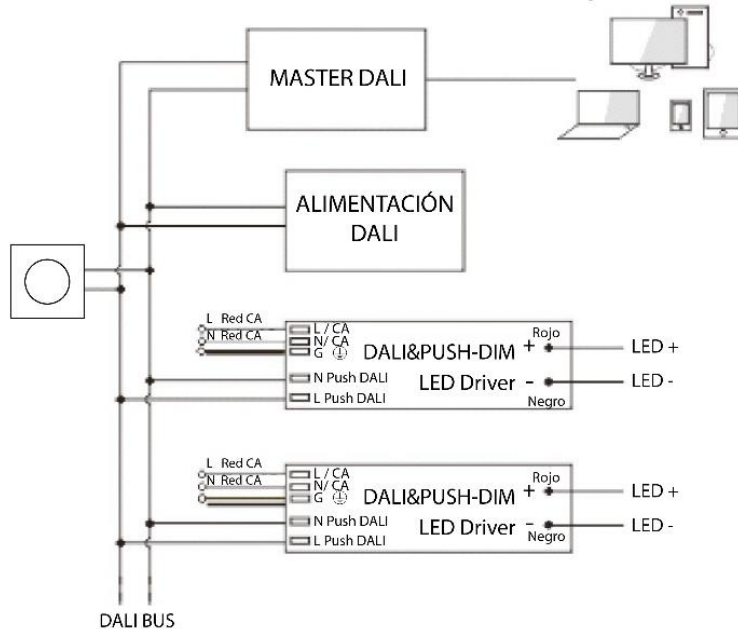 MASTER DALI
ALIMENTACIÓN
DALI
L Red CA
N Red CA
L / CA
N/ CA
G
N Push DALI
L Push DALI
DALI&PUSH-DIM
LED Driver
+
Rojo
-
Negro
LED +
LED -
L Red CA
N Red CA
L / CA
N/ CA
G
N Push DALI
L Push DALI
DALI&PUSH-DIM
LED Driver
+
Rojo
-
Negro
LED +
LED -
DALI BUS